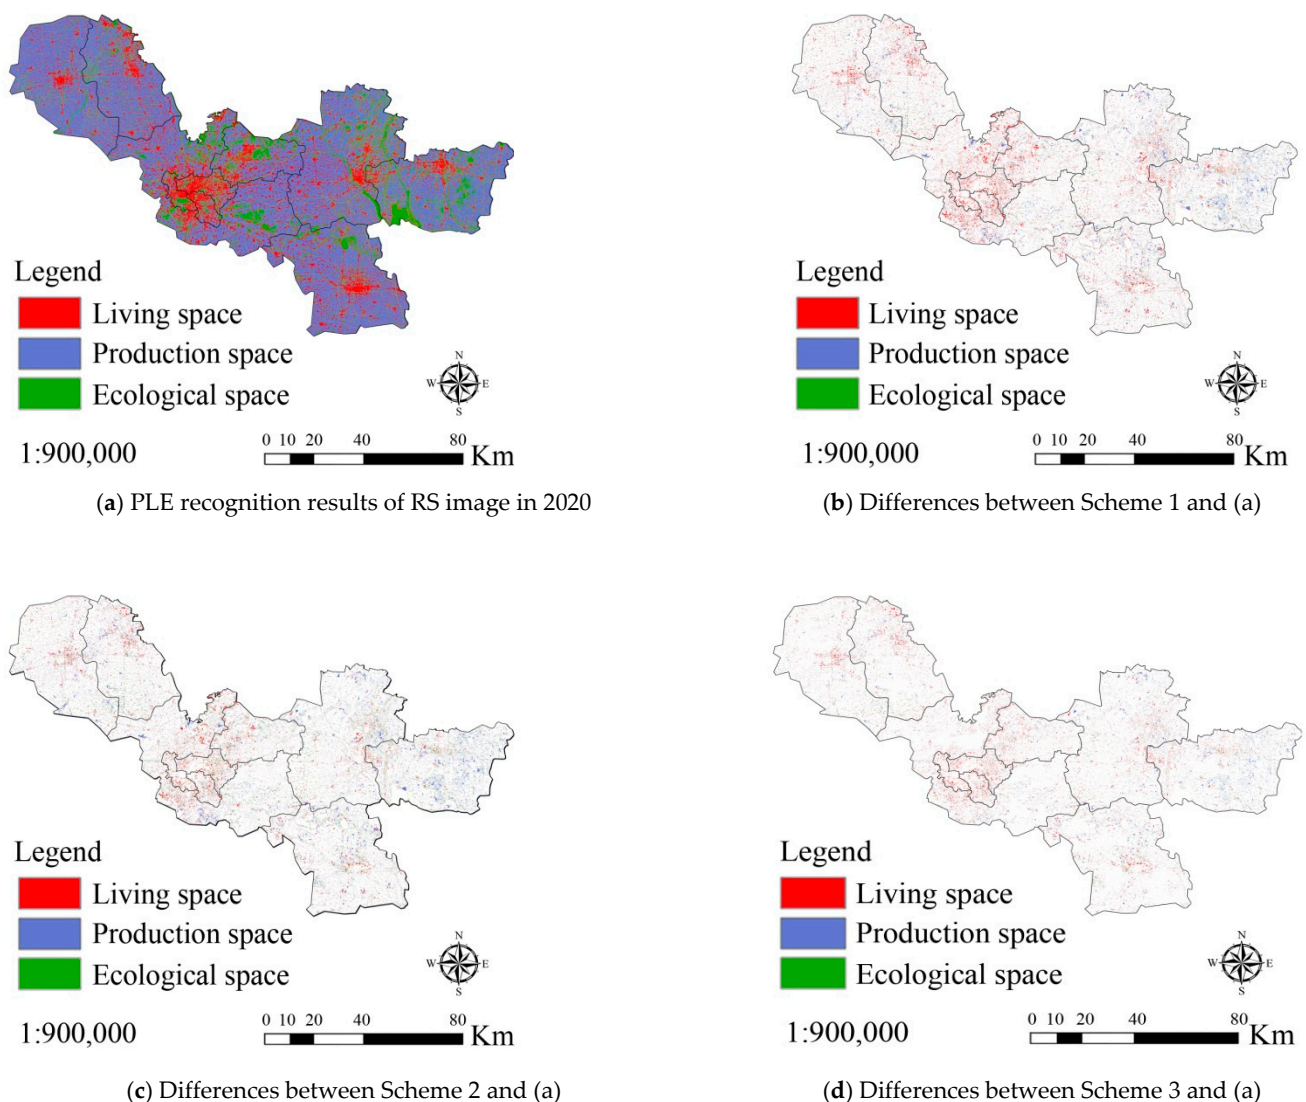 Legend
Living space
Production space
Ecological space
N
W E
S
1:900,000
0 10 20 40 80
Km
(a) PLE recognition results of RS image in 2020
Legend
Living space
Production space
Ecological space
N
W E
S
1:900,000
0 10 20 40 80
Km
(b) Differences between Scheme 1 and (a)
Legend
Living space
Production space
Ecological space
N
W E
S
1:900,000
0 10 20 40 80
Km
(c) Differences between Scheme 2 and (a)
Legend
Living space
Production space
Ecological space
N
W E
S
1:900,000
0 10 20 40 80
Km
(d) Differences between Scheme 3 and (a)